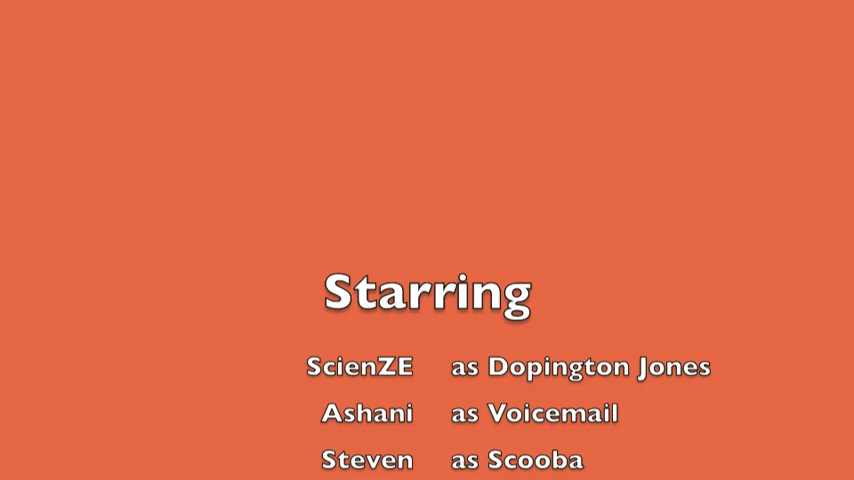 Starring
ScienZE as Dopington Jones
Ashani as Voicemail
Steven as Scooba